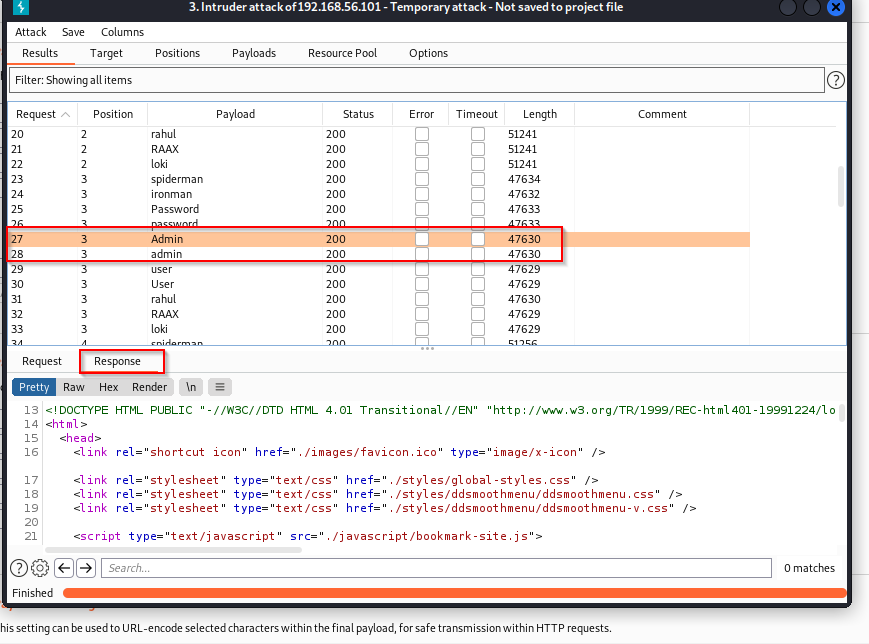 3. Intruder attack of 192.168.56.101 - Temporary attack - Not saved to project file
Attack Save Columns
Results Target Positions Payloads Resource Pool Options
Filter: Showing all items ?
Request Position Payload Status Error Timeout Length Comment
20 2 rahul 200 51241
21 2 RAAX 200 51241
22 2 loki 200 51241
23 3 spiderman 200 47634
24 3 ironman 200 47632
25 3 Password 200 47633
26 3 password 200 47633
27 3 Admin 200 47630
28 3 admin 200 47630
29 3 user 200 47629
30 3 User 200 47629
31 3 rahul 200 47630
32 3 RAAX 200 47629
33 3 loki 200 47629
34 4 spiderman 200 51256
Request Response
Pretty Raw Hex Render \n
13 <!DOCTYPE HTML PUBLIC "-//W3C//DTD HTML 4.01 Transitional//EN" "http://www.w3.org/TR/1999/REC-html401-19991224/lo
14 <html>
15 <head>
16 <link rel="shortcut icon" href="./images/favicon.ico" type="image/x-icon" />
17 <link rel="stylesheet" type="text/css" href="./styles/global-styles.css" />
18 <link rel="stylesheet" type="text/css" href="./styles/ddsmoothmenu/ddsmoothmenu.css" />
19 <link rel="stylesheet" type="text/css" href="./styles/ddsmoothmenu/ddsmoothmenu-v.css" />
20
21 <script type="text/javascript" src="./javascript/bookmark-site.js">
? Search... 0 matches
Finished
his setting can be used to URL-encode selected characters within the final payload, for safe transmission within HTTP requests.